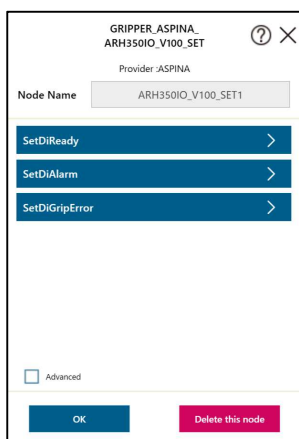 GRIPPER_ASPINA_
ARH350IO_V100_SET
Provider :ASPINA
Node Name
ARH350IO_V100_SET1
SetDiReady
SetDiAlarm
SetDiGripError
Advanced
OK
Delete this node